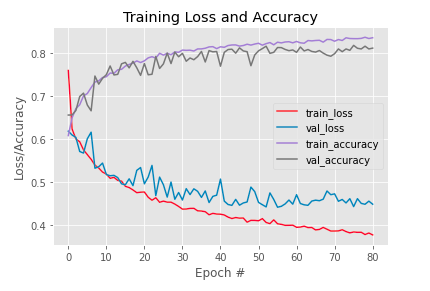 Training Loss and Accuracy
Loss/Accuracy
0.8
0.7
0.6
0.5
0.4
train_loss
val_loss
train_accuracy
val_accuracy
0 10 20 30 40 50 60 70 80
Epoch #